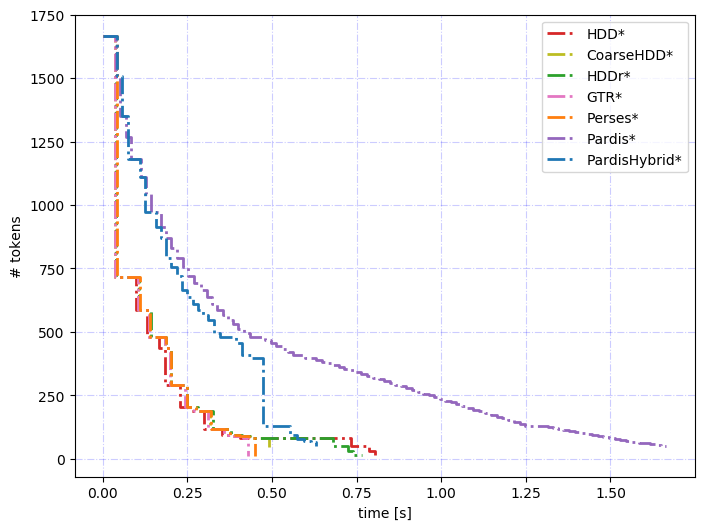 1750
1500
1250
1000
750
500
250
0
# tokens
0.00 0.25 0.50 0.75 1.00 1.25 1.50
time [s]
HDD*
CoarseHDD*
HDDr*
GTR*
Perses*
Pardis*
PardisHybrid*